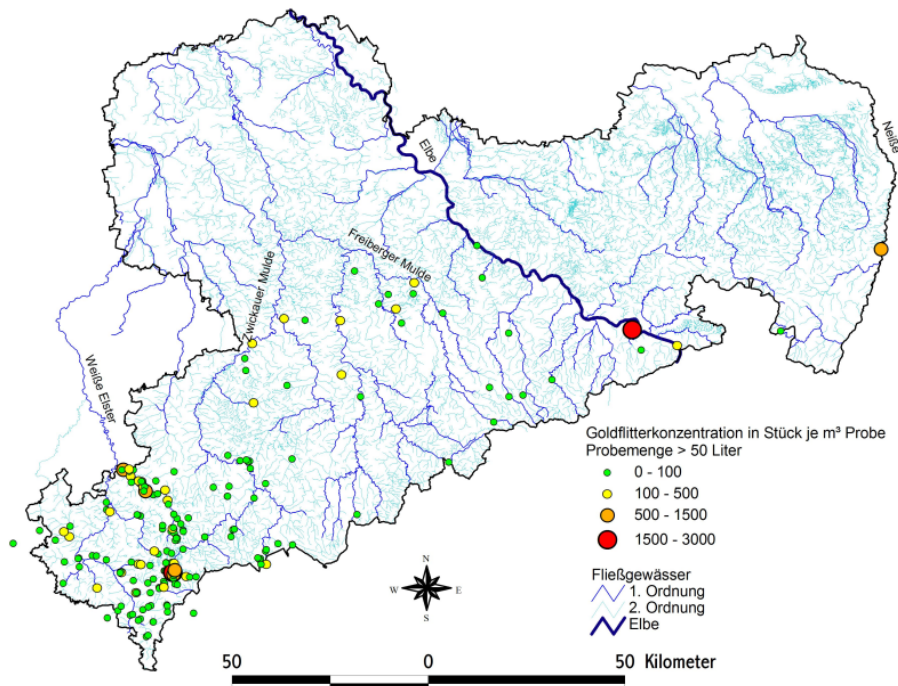 Elbe
Neiße
Freiberger Mulde
Zwickauer Mulde
Weiße Elster
Goldflitterkonzentration in Stück je m³ Probe
Probemenge > 50 Liter
0 - 100
100 - 500
500 - 1500
1500 - 3000
Fließgewässer
1. Ordnung
2. Ordnung
Elbe
N
W E
S
50 0 50 Kilometer